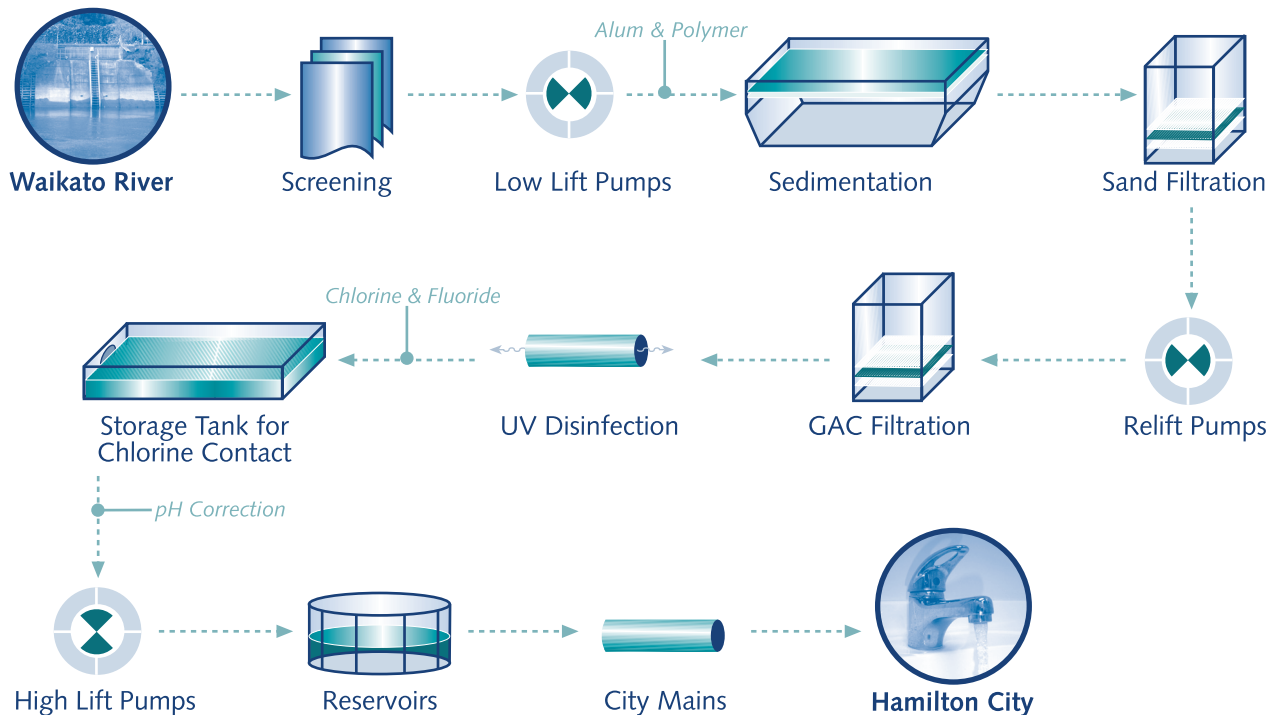 Alum & Polymer
Waikato River
Screening
Low Lift Pumps
Sedimentation
Sand Filtration
Chlorine & Fluoride
Storage Tank for
Chlorine Contact
UV Disinfection
GAC Filtration
Relift Pumps
pH Correction
High Lift Pumps
Reservoirs
City Mains
Hamilton City